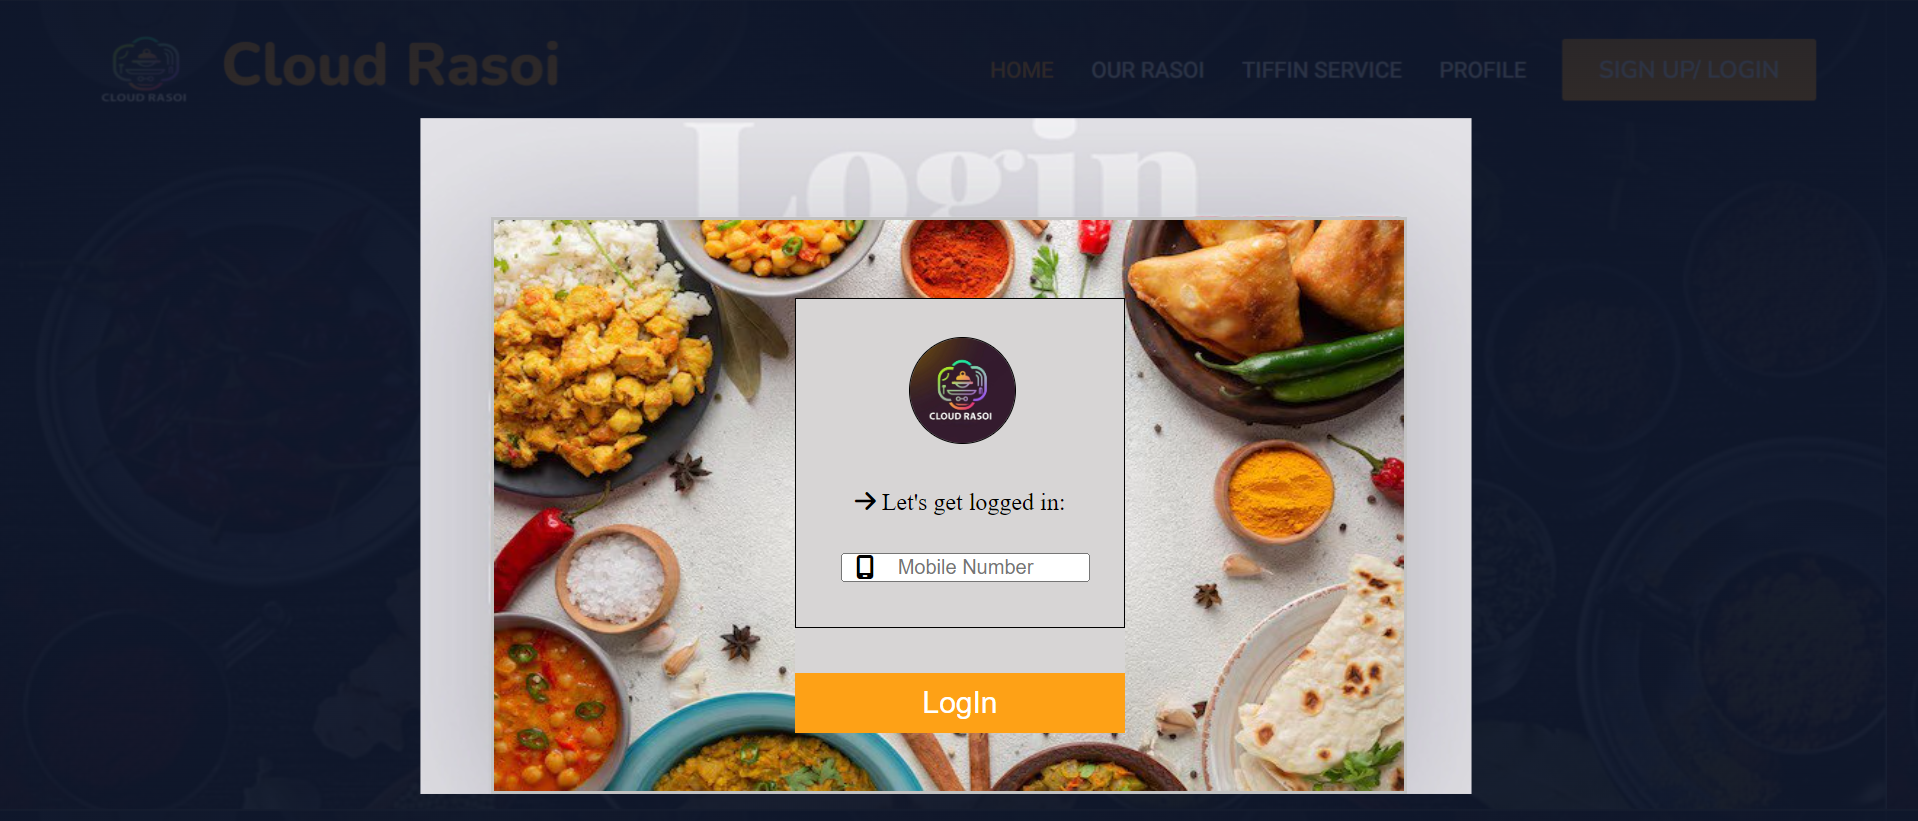 CLOUD RASOI
Cloud Rasoi
HOME
OUR RASOI
TIFFIN SERVICE
PROFILE
SIGN UP/ LOGIN
Login
CLOUD RASOI
Let's get logged in:
Mobile Number
LogIn